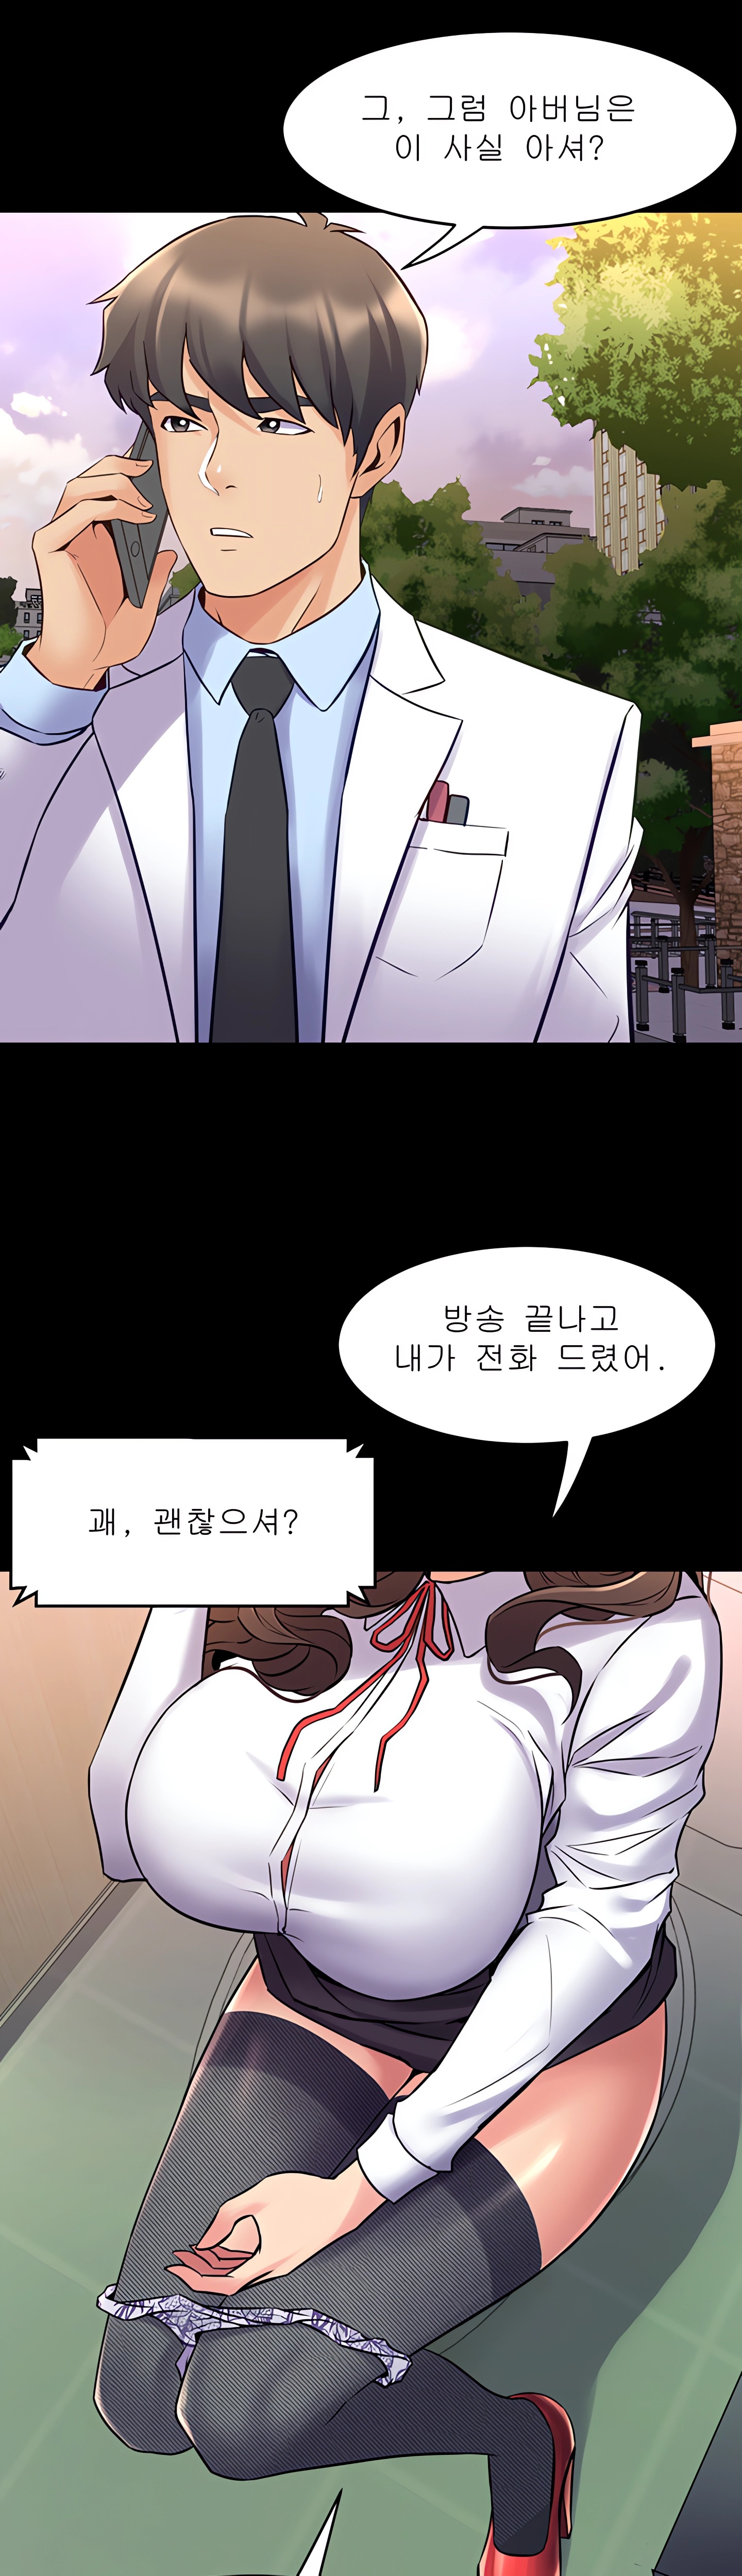 그, 그럼 아버님은
이 사실 아셔?
방송 끝나고
내가 전화 드렸어.
괘, 괜찮으셔?